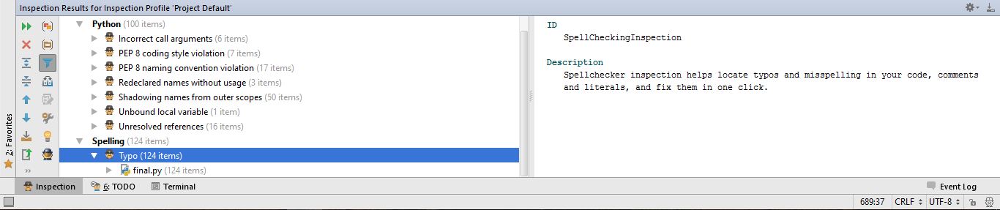 Inspection Results for Inspection Profile 'Project Default'
Python (100 items)
Incorrect call arguments (6 items)
PEP 8 coding style violation (7 items)
PEP 8 naming convention violation (17 items)
Redeclared names without usage (3 items)
Shadowing names from outer scopes (50 items)
Unbound local variable (1 item)
Unresolved references (16 items)
Spelling (124 items)
Typo (124 items)
final.py (124 items)
ID
SpellCheckingInspection
Description
Spellchecker inspection helps locate typos and misspelling in your code, comments
and literals, and fix them in one click.
2: Favorites
Inspection
6: TODO
Terminal
Event Log
689:37
CRLF
UTF-8